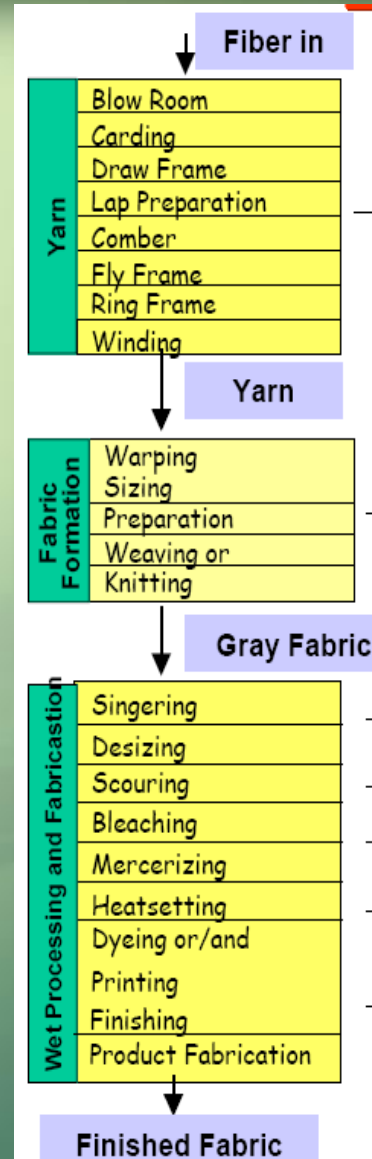 Fiber in
Yarn
Blow Room
Carding
Draw Frame
Lap Preparation
Comber
Fly Frame
Ring Frame
Winding
Yarn
Fabric
Formation
Warping
Sizing
Preparation
Weaving or
Knitting
Gray Fabric
Wet Processing and Fabricastion
Singering
Desizing
Scouring
Bleaching
Mercerizing
Heatsetting
Dyeing or/and
Printing
Finishing
Product Fabrication
Finished Fabric